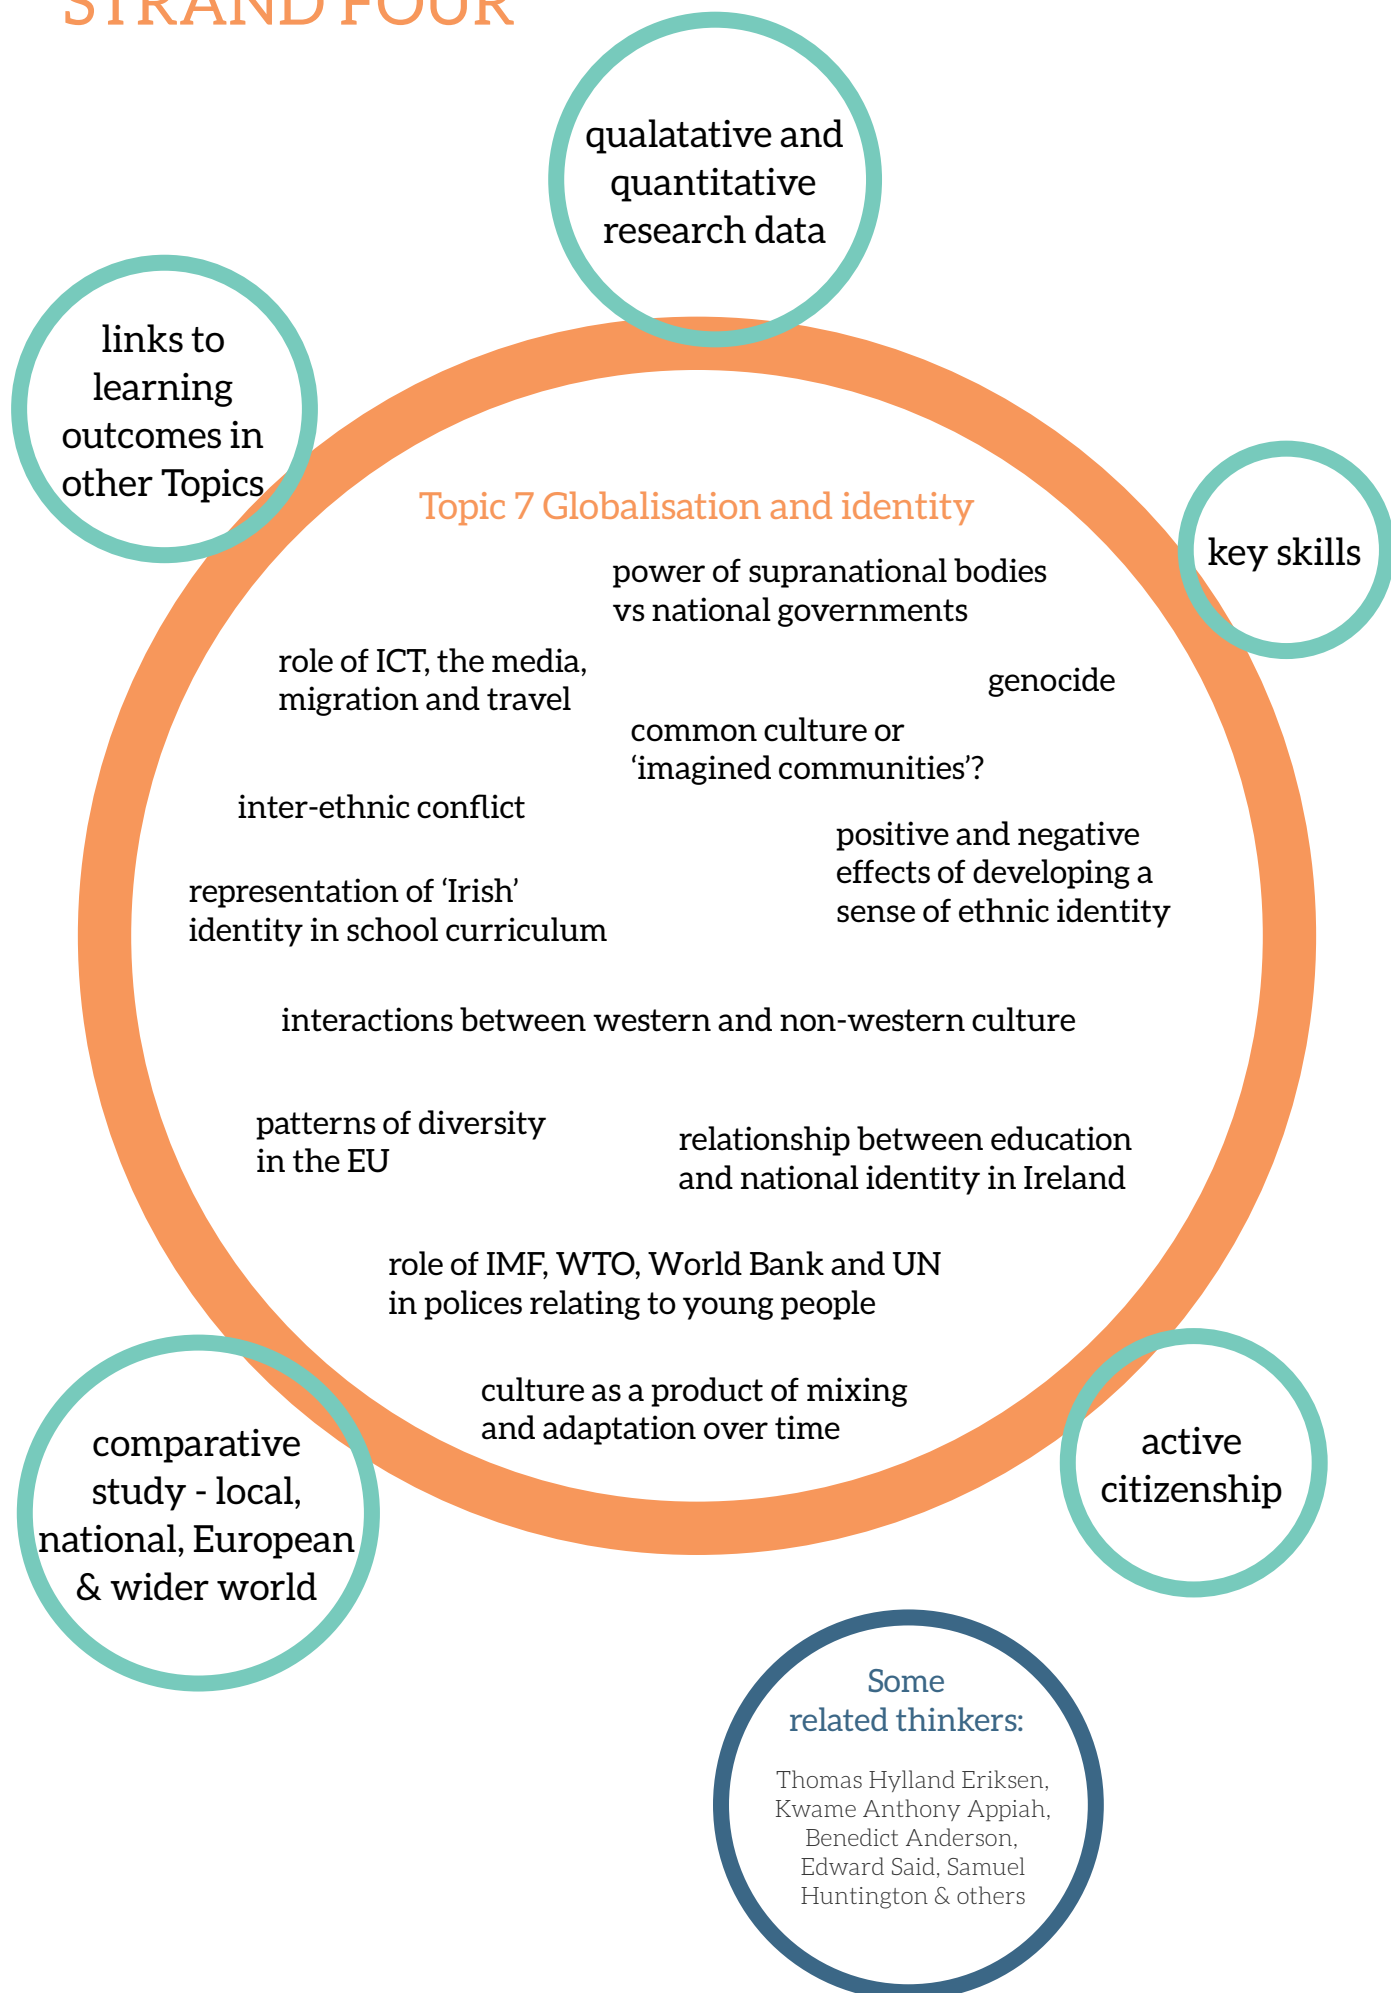 STRAND FOUR
qualatative and
quantitative
research data
links to
learning
outcomes in
other Topics
key skills
Topic 7 Globalisation and identity
power of supranational bodies
vs national governments
role of ICT, the media,
migration and travel
genocide
common culture or
‘imagined communities’?
inter-ethnic conflict
positive and negative
effects of developing a
sense of ethnic identity
representation of ‘Irish’
identity in school curriculum
interactions between western and non-western culture
patterns of diversity
in the EU
relationship between education
and national identity in Ireland
role of IMF, WTO, World Bank and UN
in polices relating to young people
culture as a product of mixing
and adaptation over time
comparative
study - local,
national, European
& wider world
active
citizenship
Some
related thinkers:
Thomas Hylland Eriksen,
Kwame Anthony Appiah,
Benedict Anderson,
Edward Said, Samuel
Huntington & others